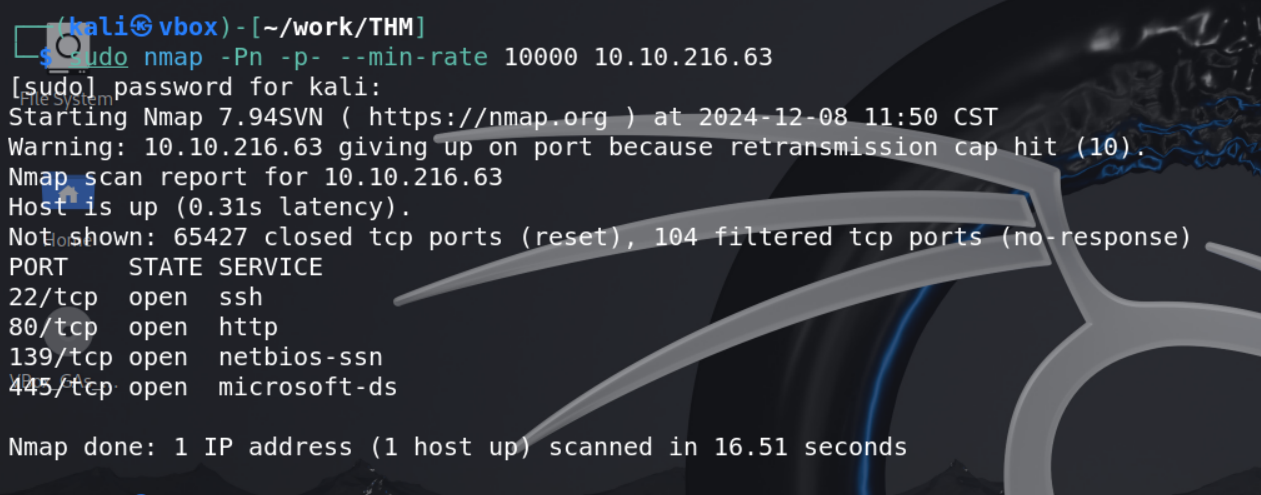 (kali㉿vbox)-[~/work/THM]
$ sudo nmap -Pn -p- --min-rate 10000 10.10.216.63
[sudo] password for kali:
File System
Starting Nmap 7.94SVN ( https://nmap.org ) at 2024-12-08 11:50 CST
Warning: 10.10.216.63 giving up on port because retransmission cap hit (10).
Nmap scan report for 10.10.216.63
Host is up (0.31s latency).
Not shown: 65427 closed tcp ports (reset), 104 filtered tcp ports (no-response)
Home
PORT    STATE SERVICE
22/tcp  open  ssh
80/tcp  open  http
139/tcp open  netbios-ssn
445/tcp open  microsoft-ds
Nmap done: 1 IP address (1 host up) scanned in 16.51 seconds